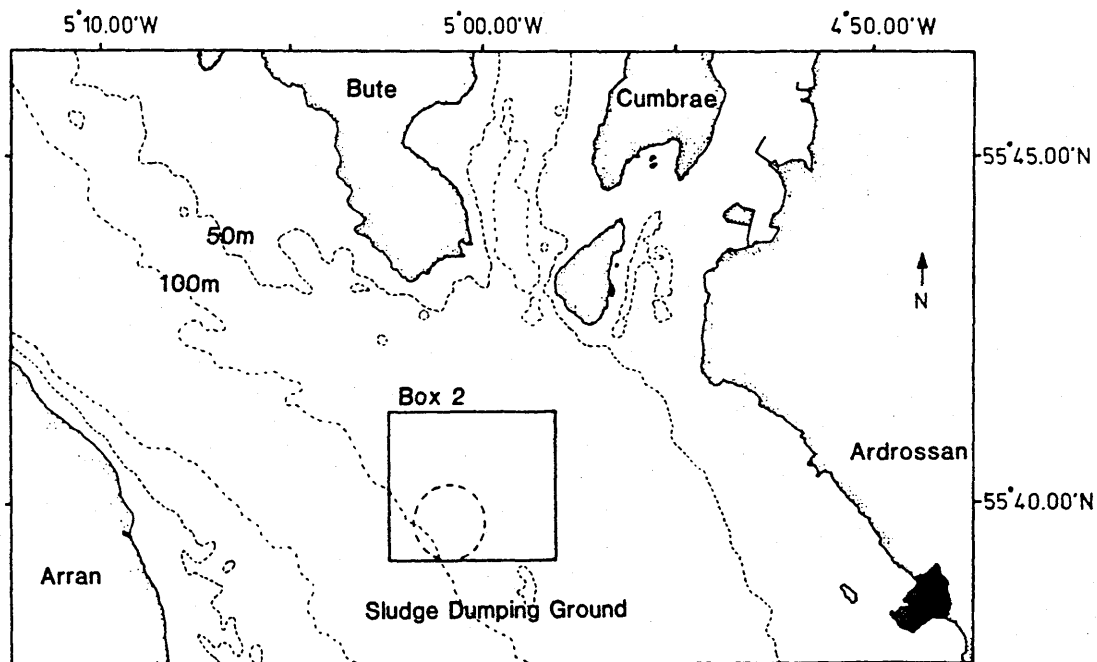 5°10.00'W
5°00.00'W
4°50.00'W
Bute
Cumbrae
55°45.00'N
50m
100m
N
Box 2
Ardrossan
55°40.00'N
Arran
Sludge Dumping Ground